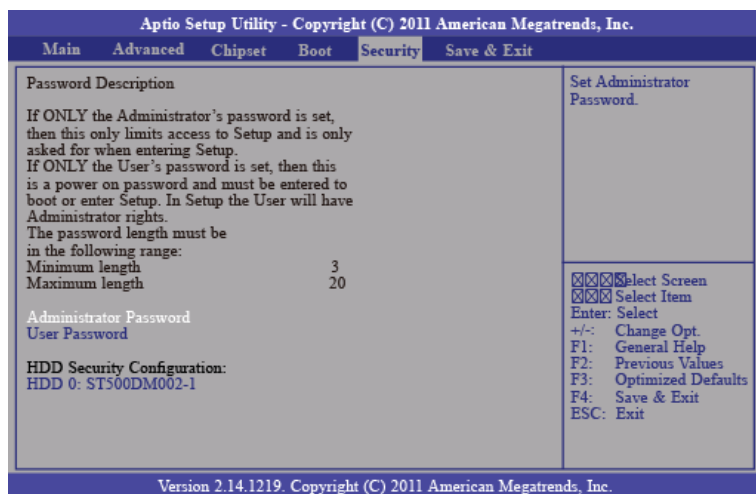 Aptio Setup Utility - Copyright (C) 2011 American Megatrends, Inc.
Main Advanced Chipset Boot Security Save & Exit
Password Description
If ONLY the Administrator's password is set,
then this only limits access to Setup and is only
asked for when entering Setup.
If ONLY the User's password is set, then this
is a power on password and must be entered to
boot or enter Setup. In Setup the User will have
Administrator rights.
The password length must be
in the following range:
Minimum length 3
Maximum length 20
Administrator Password
User Password
HDD Security Configuration:
HDD 0: ST500DM002-1
Set Administrator
Password.
Select Screen
Select Item
Enter: Select
+/-: Change Opt.
F1: General Help
F2: Previous Values
F3: Optimized Defaults
F4: Save & Exit
ESC: Exit
Version 2.14.1219. Copyright (C) 2011 American Megatrends, Inc.